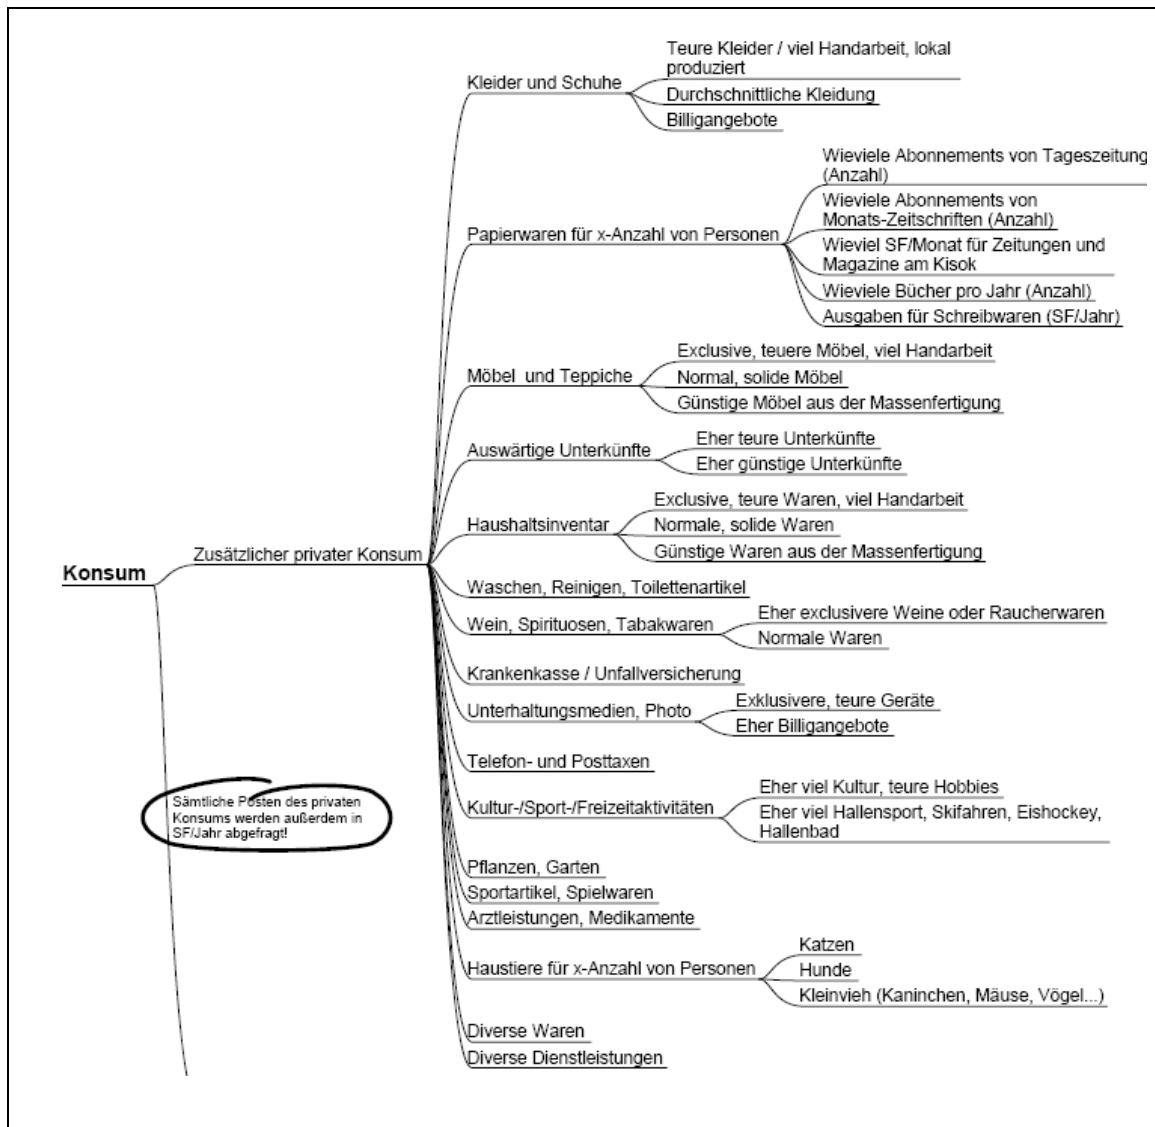 Teure Kleider / viel Handarbeit, lokal
produziert
Kleider und Schuhe
Durchschnittliche Kleidung
Billigangebote
Wieviele Abonnements von Tageszeitung
(Anzahl)
Wieviele Abonnements von
Monats-Zeitschriften (Anzahl)
Papierwaren für x-Anzahl von Personen
Wieviel SF/Monat für Zeitungen und
Magazine am Kisok
Wieviele Bücher pro Jahr (Anzahl)
Ausgaben für Schreibwaren (SF/Jahr)
Exclusive, teuere Möbel, viel Handarbeit
Möbel und Teppiche
Normal, solide Möbel
Günstige Möbel aus der Massenfertigung
Eher teure Unterkünfte
Auswärtige Unterkünfte
Eher günstige Unterkünfte
Exclusive, teure Waren, viel Handarbeit
Haushaltsinventar
Normale, solide Waren
Günstige Waren aus der Massenfertigung
Zusätzlicher privater Konsum
Konsum
Waschen, Reinigen, Toilettenartikel
Eher exclusivere Weine oder Raucherwaren
Wein, Spirituosen, Tabakwaren
Normale Waren
Krankenkasse / Unfallversicherung
Exklusivere, teure Geräte
Unterhaltungsmedien, Photo
Eher Billigangebote
Telefon- und Posttaxen
Eher viel Kultur, teure Hobbies
Kultur-/Sport-/Freizeitaktivitäten
Eher viel Hallensport, Skifahren, Eishockey,
Hallenbad
Sämtliche Posten des privaten
Konsums werden außerdem in
SF/Jahr abgefragt!
Pflanzen, Garten
Sportartikel, Spielwaren
Arztleistungen, Medikamente
Katzen
Haustiere für x-Anzahl von Personen
Hunde
Kleinvieh (Kaninchen, Mäuse, Vögel...)
Diverse Waren
Diverse Dienstleistungen